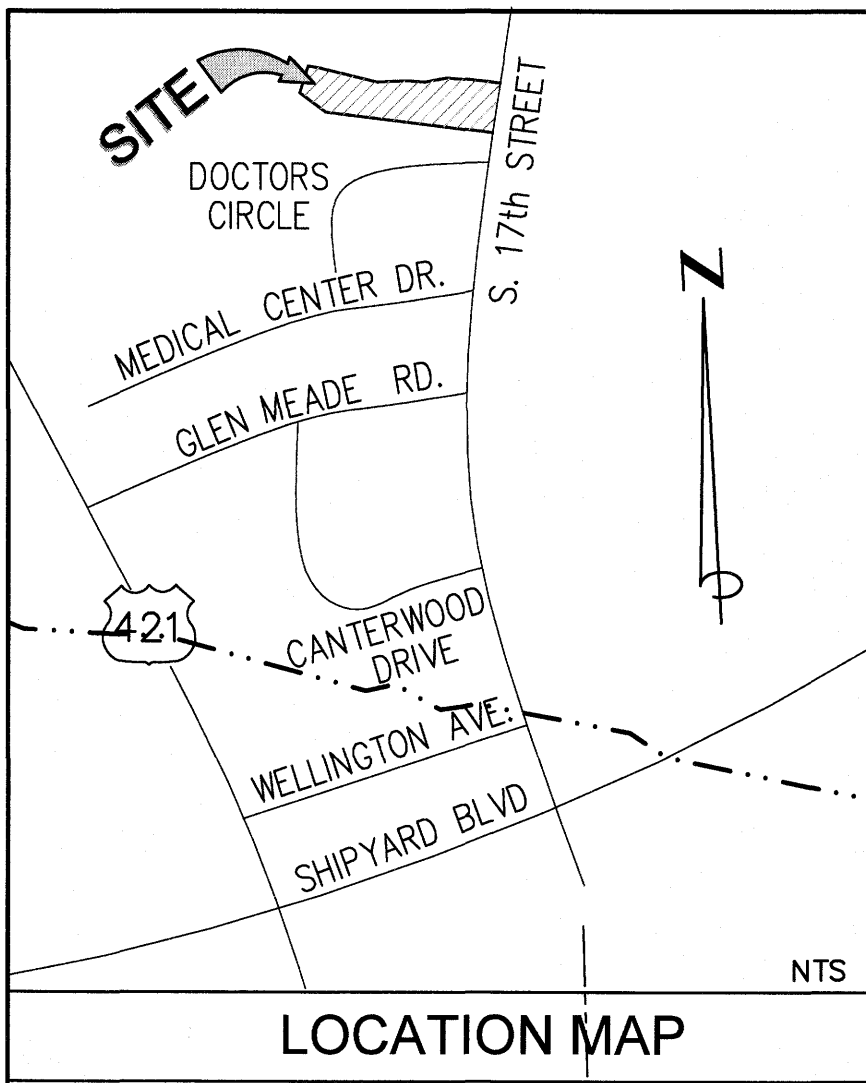 SITE
DOCTORS
CIRCLE
S. 17th STREET
MEDICAL CENTER DR.
GLEN MEADE RD.
N
421
CANTERWOOD
DRIVE
WELLINGTON AVE.
SHIPYARD BLVD
NTS
LOCATION MAP